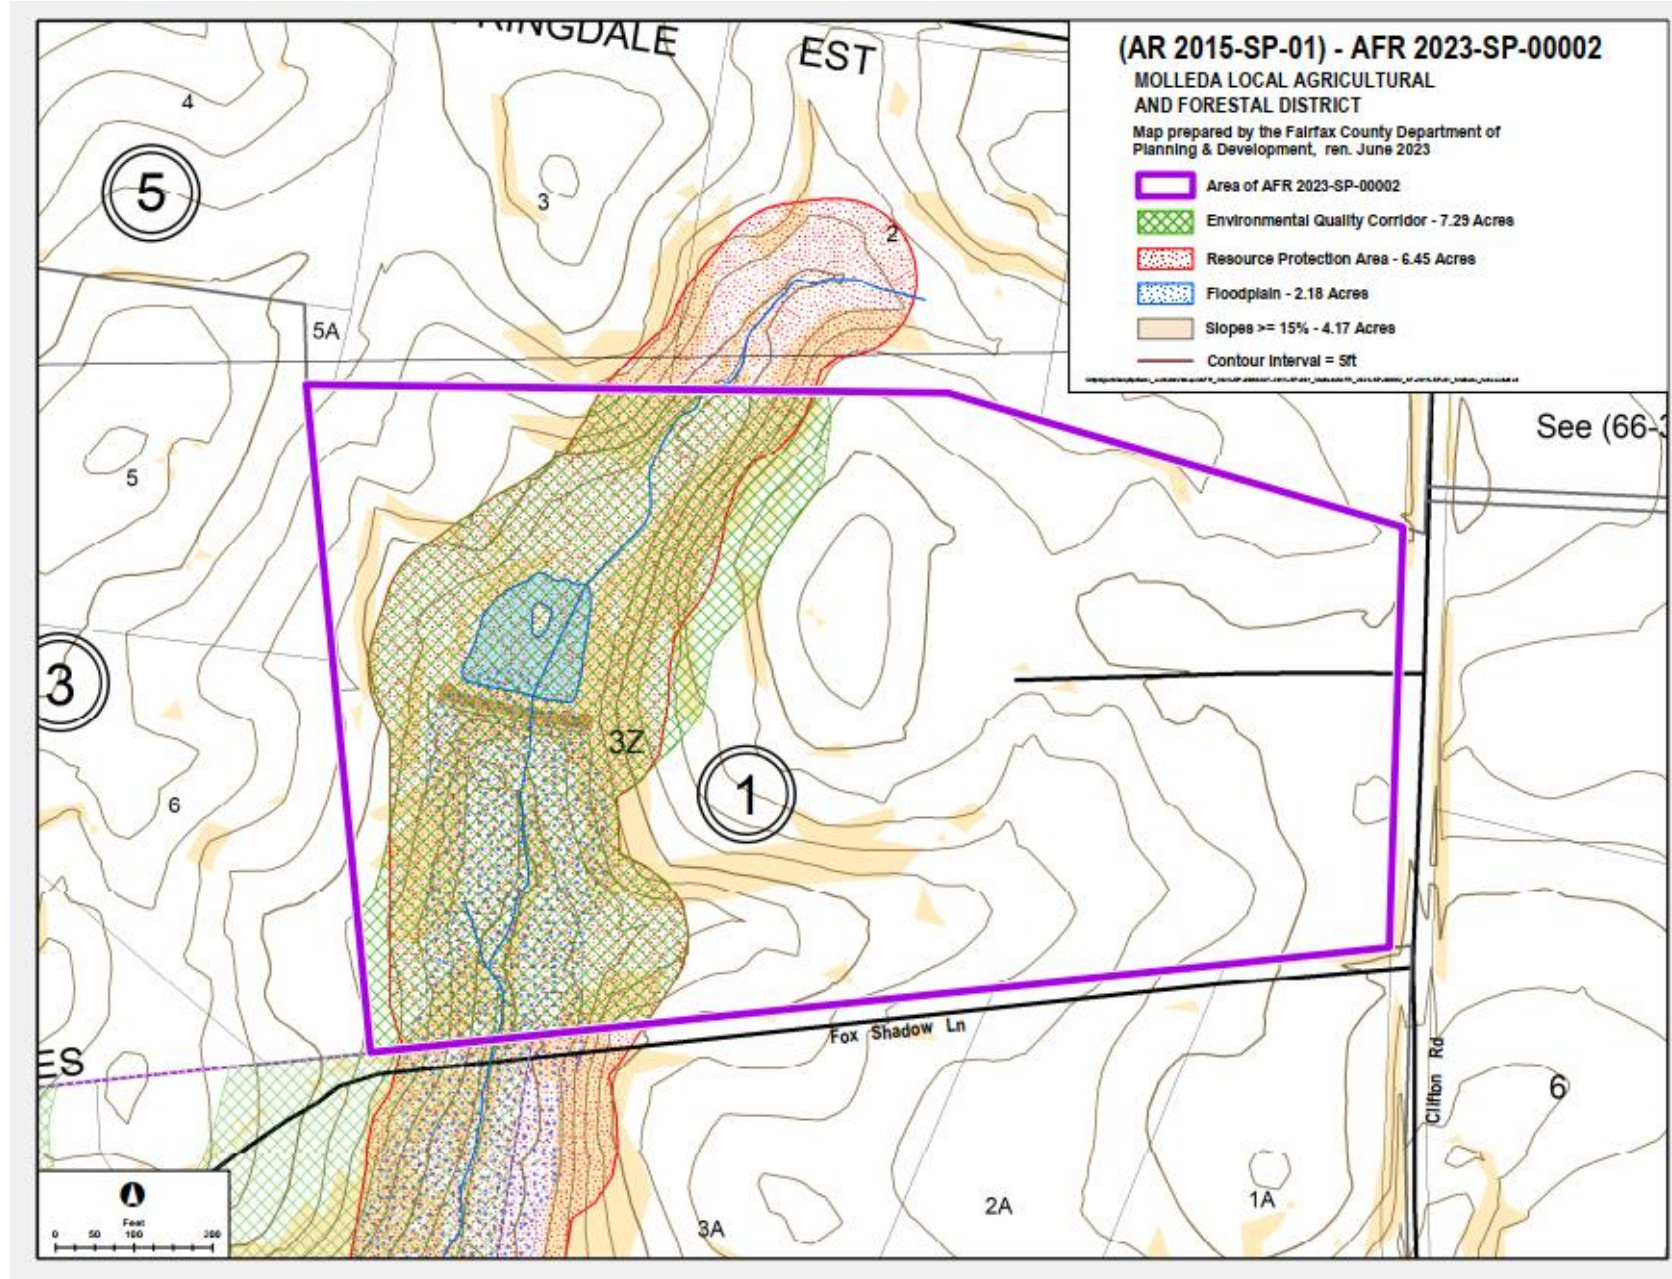 RINGDALE
EST
(AR 2015-SP-01) - AFR 2023-SP-00002
MOLLEDA LOCAL AGRICULTURAL
AND FORESTAL DISTRICT
Map prepared by the Fairfax County Department of
Planning & Development, ren. June 2023
Area of AFR 2023-SP-00002
Environmental Quality Corridor - 7.29 Acres
Resource Protection Area - 6.45 Acres
Floodplain - 2.18 Acres
Slopes >= 15% - 4.17 Acres
Contour Interval = 5ft
4
5
3
2
5A
See (66-3
5
3
3Z
1
6
Fox Shadow Ln
ES
Clifton Rd
6
3A
2A
1A
Feet
0 50 100 200